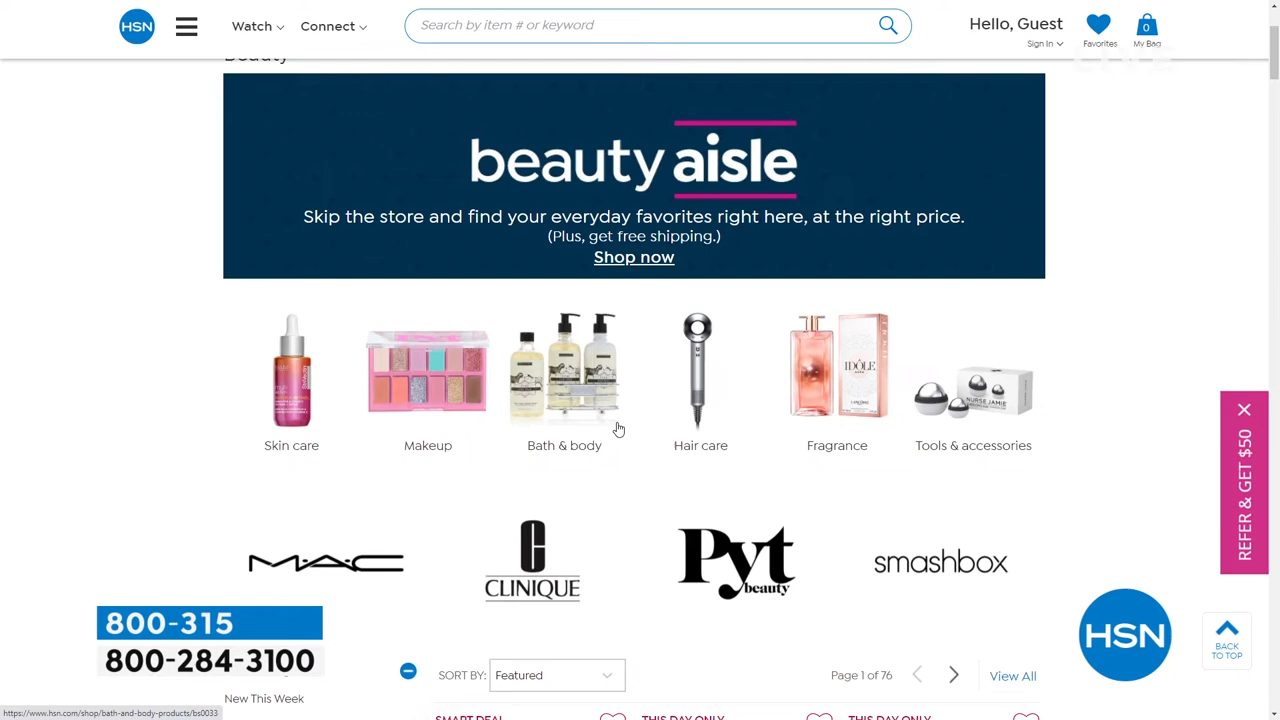 HSN
Watch
Connect
Search by item # or keyword
Hello, Guest
Sign In
Favorites
0
My Bag
Beauty
beauty aisle
Skip the store and find your everyday favorites right here, at the right price.
(Plus, get free shipping.)
Shop now
IDÔLE
LANCÔME
NURSE JAMIE
Skin care
Makeup
Bath & body
Hair care
Fragrance
Tools & accessories
REFER & GET $50
MAC
C
CLINIQUE
Pyt
beauty
smashbox
800-315
800-284-3100
HSN
BACK
TO TOP
SORT BY:
Featured
Page 1 of 76
View All
New This Week
https://www.hsn.com/shop/bath-and-body-products/bs0033
SMART DEAL
THIS DAY ONLY
THIS DAY ONLY